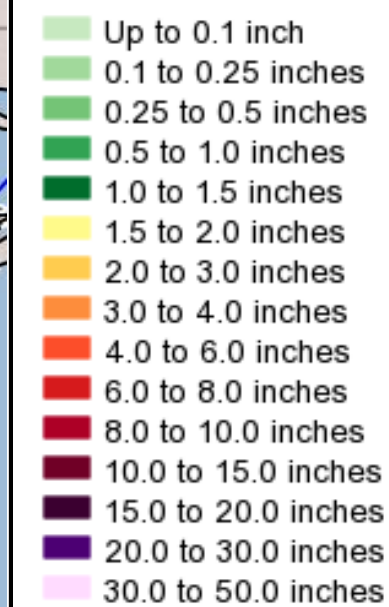 Up to 0.1 inch
0.1 to 0.25 inches
0.25 to 0.5 inches
0.5 to 1.0 inches
1.0 to 1.5 inches
1.5 to 2.0 inches
2.0 to 3.0 inches
3.0 to 4.0 inches
4.0 to 6.0 inches
6.0 to 8.0 inches
8.0 to 10.0 inches
10.0 to 15.0 inches
15.0 to 20.0 inches
20.0 to 30.0 inches
30.0 to 50.0 inches